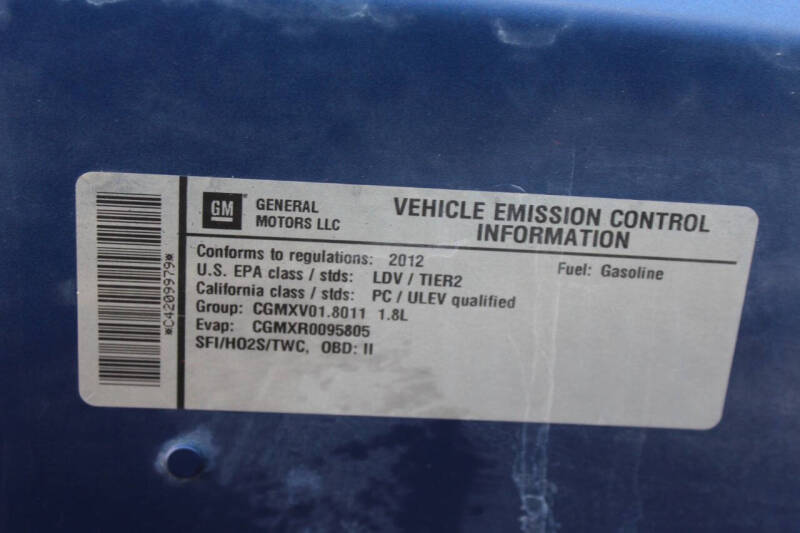 *C4209979*
GM
GENERAL
MOTORS LLC
VEHICLE EMISSION CONTROL
INFORMATION
Conforms to regulations: 2012
Fuel: Gasoline
U.S. EPA class / stds: LDV / TIER2
California class / stds: PC / ULEV qualified
Group: CGMXV01.8011 1.8L
Evap: CGMXR0095805
SFI/HO2S/TWC, OBD: II